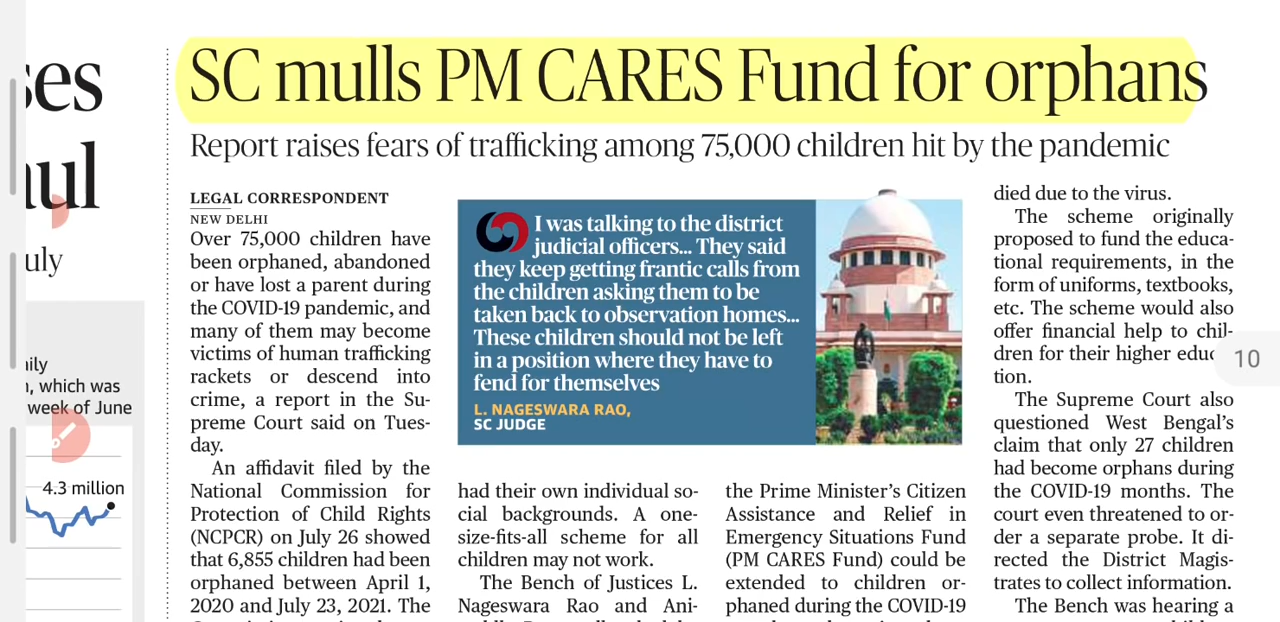 ses
aul
uly
ily
, which was
week of June
4.3 million
SC mulls PM CARES Fund for orphans
Report raises fears of trafficking among 75,000 children hit by the pandemic
LEGAL CORRESPONDENT
NEW DELHI
Over 75,000 children have
been orphaned, abandoned
or have lost a parent during
the COVID-19 pandemic, and
many of them may become
victims of human trafficking
rackets or descend into
crime, a report in the Su-
preme Court said on Tues-
day.
An affidavit filed by the
National Commission for
Protection of Child Rights
(NCPCR) on July 26 showed
that 6,855 children had been
orphaned between April 1,
2020 and July 23, 2021. The
I was talking to the district
judicial officers... They said
they keep getting frantic calls from
the children asking them to be
taken back to observation homes...
These children should not be left
in a position where they have to
fend for themselves
L. NAGESWARA RAO,
SC JUDGE
had their own individual so-
cial backgrounds. A one-
size-fits-all scheme for all
children may not work.
The Bench of Justices L.
Nageswara Rao and Ani-
the Prime Minister's Citizen
Assistance and Relief in
Emergency Situations Fund
(PM CARES Fund) could be
extended to children or-
phaned during the COVID-19
died due to the virus.
The scheme originally
proposed to fund the educa-
tional requirements, in the
form of uniforms, textbooks,
etc. The scheme would also
offer financial help to chil-
dren for their higher educ
tion.
The Supreme Court also
questioned West Bengal's
claim that only 27 children
had become orphans during
the COVID-19 months. The
court even threatened to or-
der a separate probe. It di-
rected the District Magis-
trates to collect information.
The Bench was hearing a
10